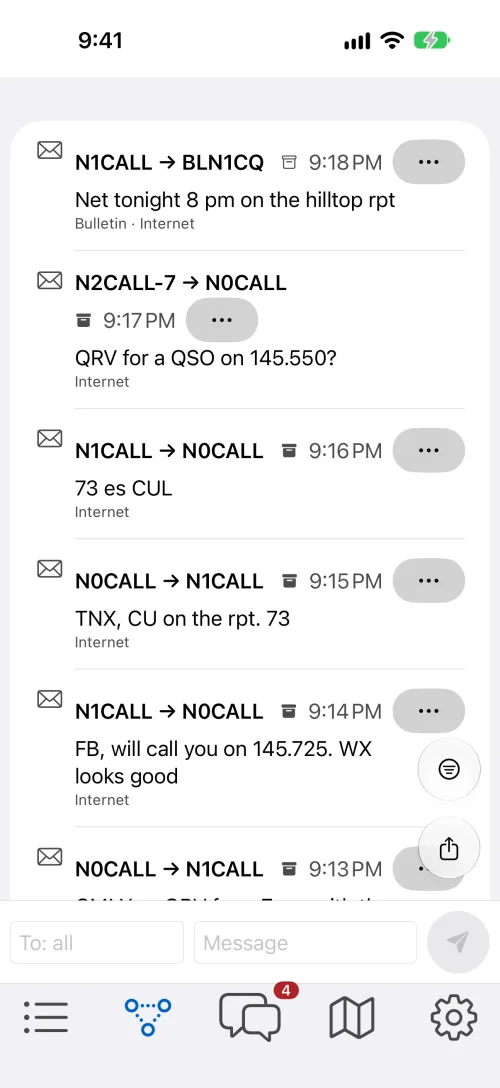 9:41
N1CALL → BLN1CQ 9:18 PM ...
Net tonight 8 pm on the hilltop rpt
Bulletin · Internet
N2CALL-7 → N0CALL
9:17 PM ...
QRV for a QSO on 145.550?
Internet
N1CALL → N0CALL 9:16 PM ...
73 es CUL
Internet
N0CALL → N1CALL 9:15 PM ...
TNX, CU on the rpt. 73
Internet
N1CALL → N0CALL 9:14 PM ...
FB, will call you on 145.725. WX
looks good
Internet
N0CALL → N1CALL 9:13 PM
To: all Message
4